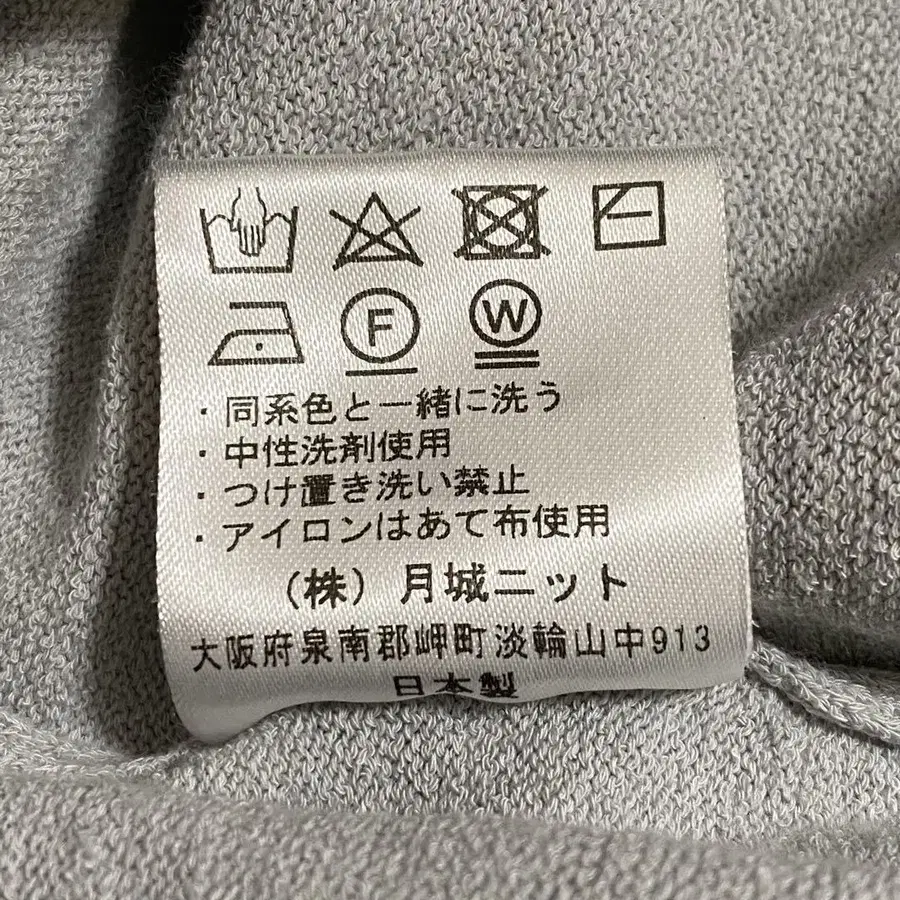 F W
・同系色と一緒に洗う
・中性洗剤使用
・つけ置き洗い禁止
・アイロンはあて布使用
(株) 月城ニット
大阪府泉南郡岬町淡輪山中913
日本製